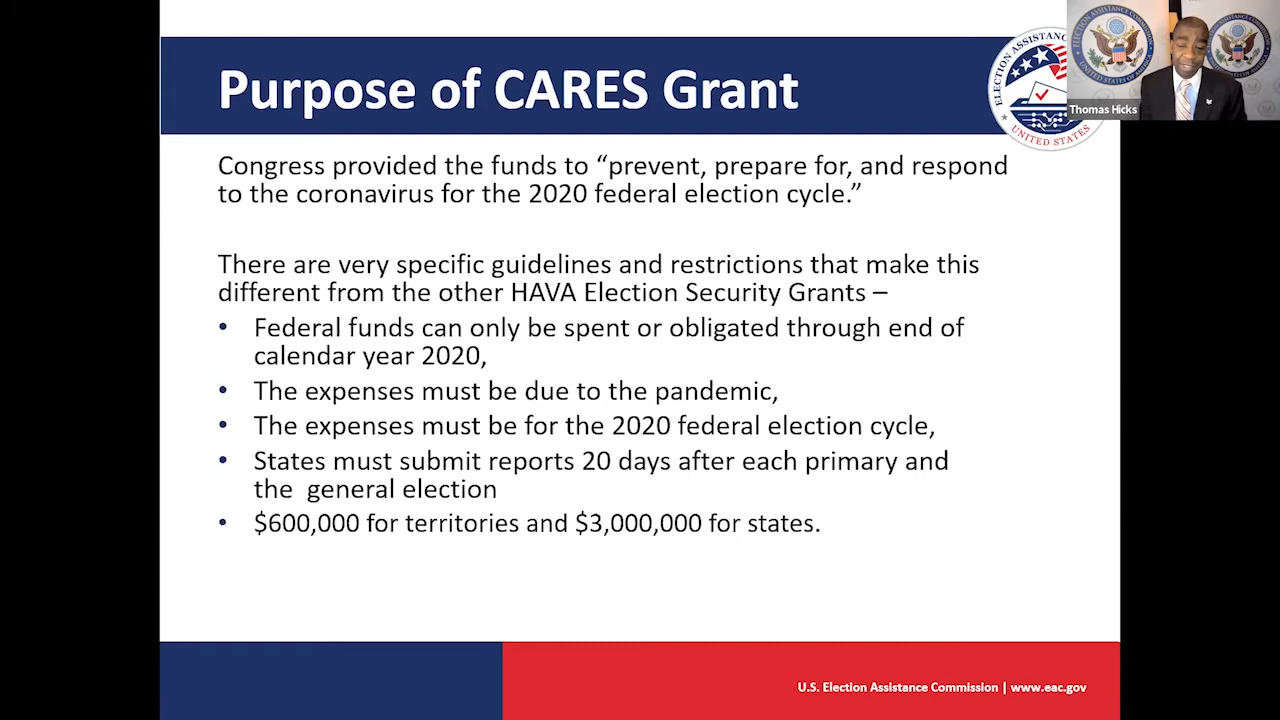 Purpose of CARES Grant
ELECTION ASSISTANC
UNITED STATES
Thomas Hicks
Congress provided the funds to “prevent, prepare for, and respond
to the coronavirus for the 2020 federal election cycle.”
There are very specific guidelines and restrictions that make this
different from the other HAVA Election Security Grants –
• Federal funds can only be spent or obligated through end of
calendar year 2020,
• The expenses must be due to the pandemic,
• The expenses must be for the 2020 federal election cycle,
• States must submit reports 20 days after each primary and
the  general election
• $600,000 for territories and $3,000,000 for states.
U.S. Election Assistance Commission | www.eac.gov